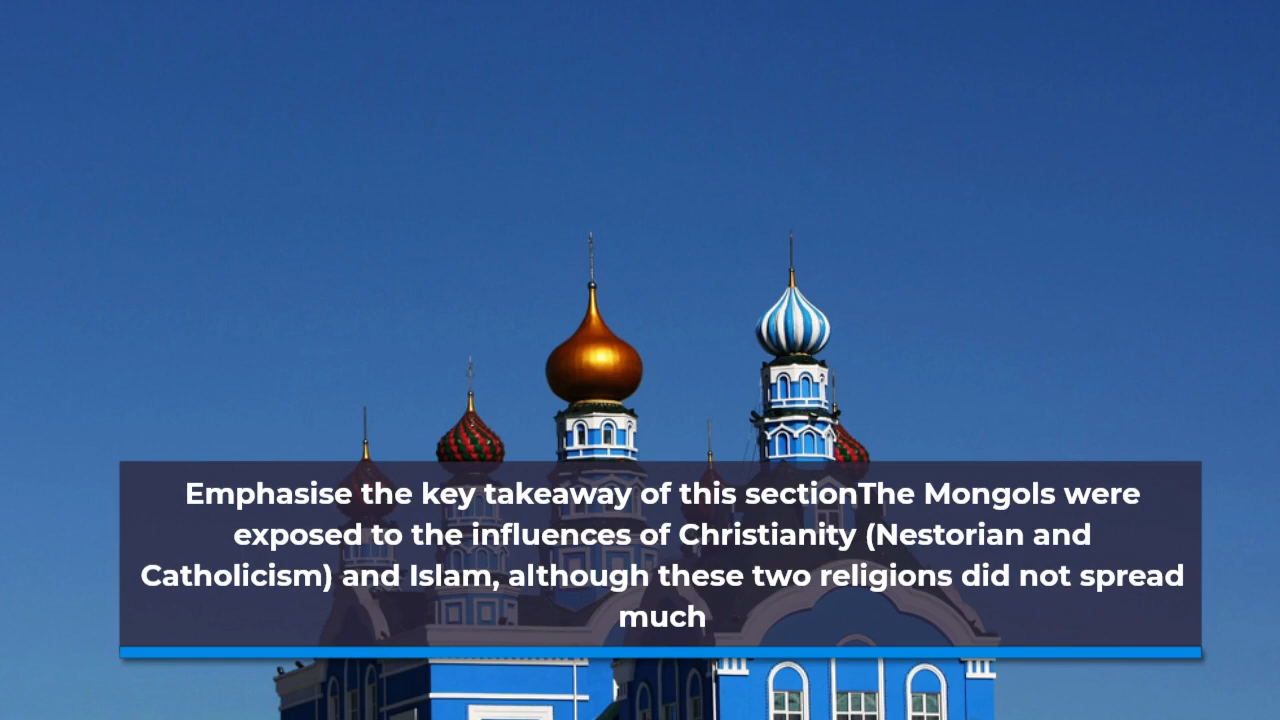 Emphasise the key takeaway of this sectionThe Mongols were
exposed to the influences of Christianity (Nestorian and
Catholicism) and Islam, although these two religions did not spread
much